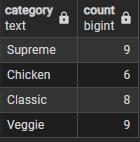 category count
text bigint
Supreme 9
Chicken 6
Classic 8
Veggie 9